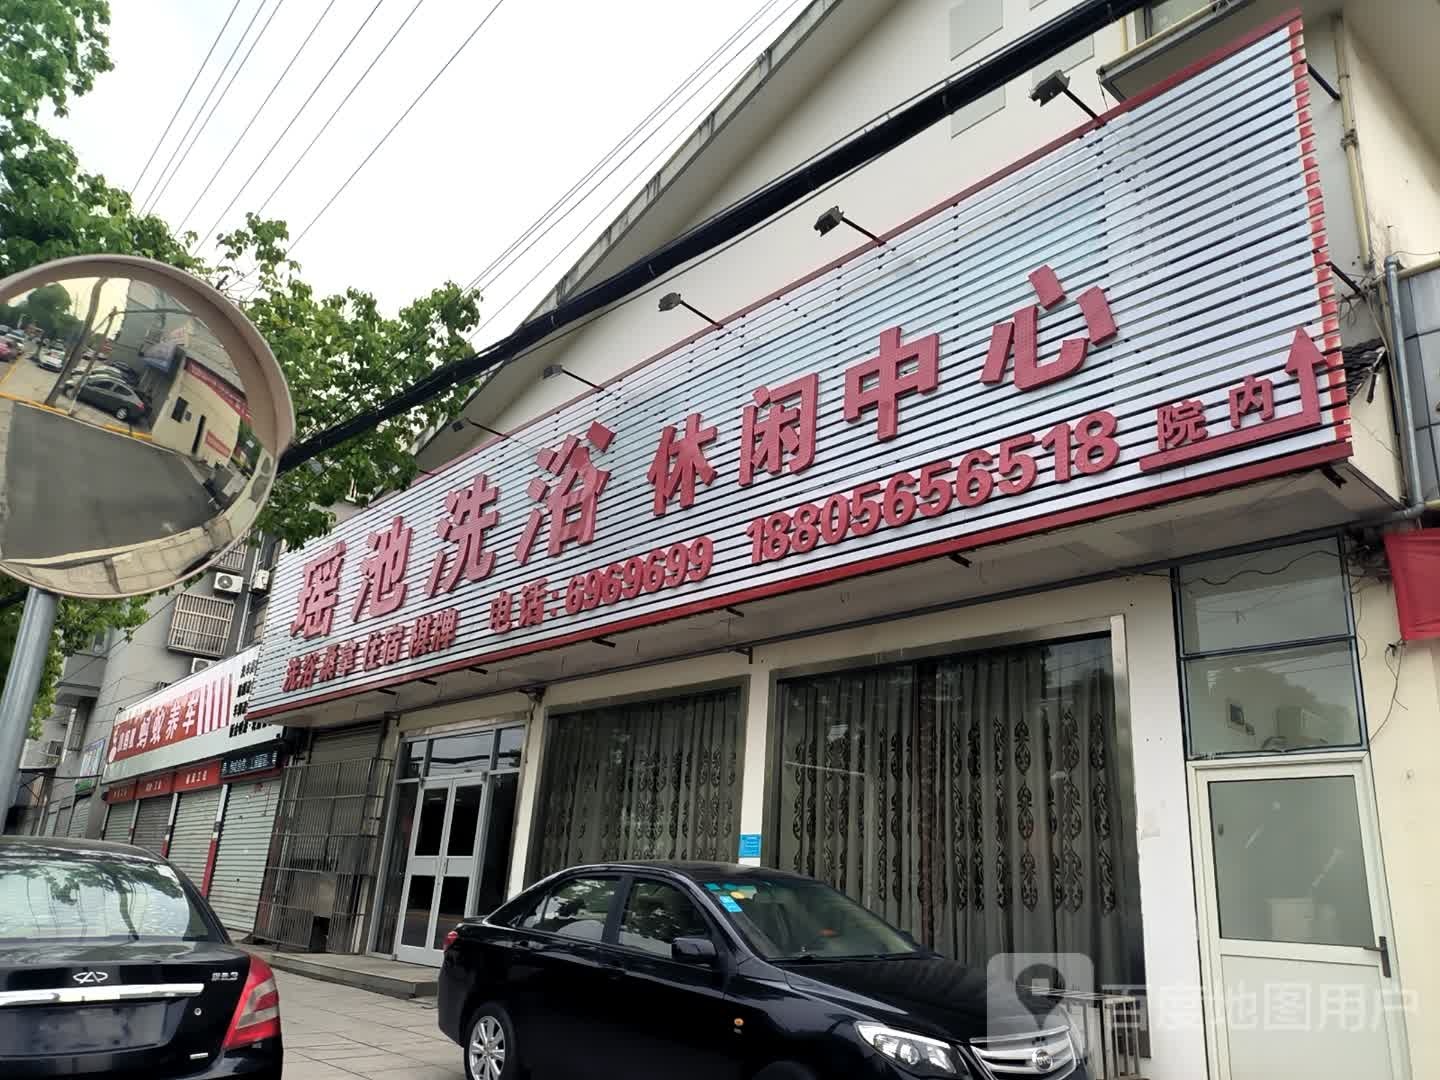 瑶池洗浴休闲中心
洗浴 桑拿 住宿 棋牌 电话:6969699 18805656518 院内
蚂蚁养车
百度地图用户